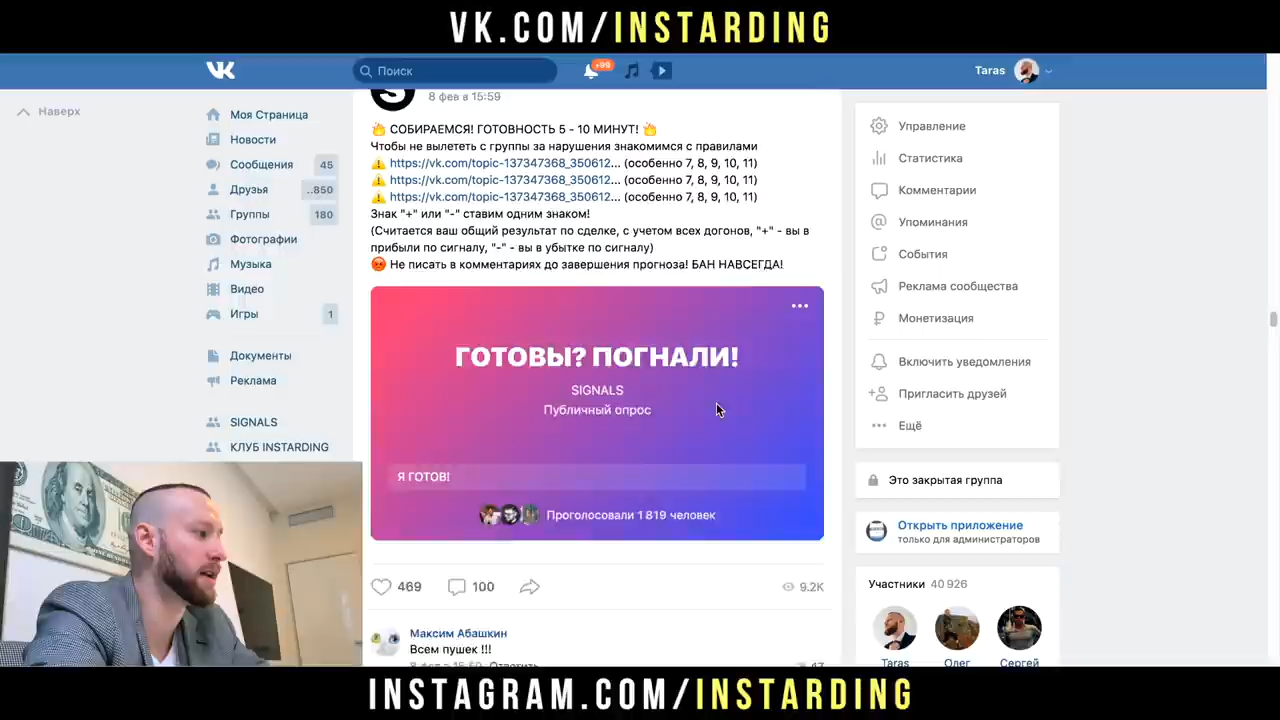 VK.COM/INSTARDING
Поиск
+99
Taras
Наверх
Моя Страница
Новости
Сообщения 45
Друзья ..850
Группы 180
Фотографии
Музыка
Видео
Игры 1
Документы
Реклама
SIGNALS
КЛУБ INSTARDING
8 фев в 15:59
СОБИРАЕМСЯ! ГОТОВНОСТЬ 5 - 10 МИНУТ!
Чтобы не вылететь с группы за нарушения знакомимся с правилами
https://vk.com/topic-137347368_350612... (особенно 7, 8, 9, 10, 11)
https://vk.com/topic-137347368_350612... (особенно 7, 8, 9, 10, 11)
https://vk.com/topic-137347368_350612... (особенно 7, 8, 9, 10, 11)
Знак "+" или "-" ставим одним знаком!
(Считается ваш общий результат по сделке, с учетом всех догонов, "+" - вы в
прибыли по сигналу, "-" - вы в убытке по сигналу)
Не писать в комментариях до завершения прогноза! БАН НАВСЕГДА!
ГОТОВЫ? ПОГНАЛИ!
SIGNALS
Публичный опрос
Я ГОТОВ!
Проголосовали 1 819 человек
469 100 9.2K
Максим Абашкин
Всем пушек !!!
8 фев в 15:59 Ответить 47
Управление
Статистика
Комментарии
Упоминания
События
Реклама сообщества
Монетизация
Включить уведомления
Пригласить друзей
Ещё
Это закрытая группа
Открыть приложение
только для администраторов
Участники 40 926
Taras Олег Сергей
INSTAGRAM.COM/INSTARDING